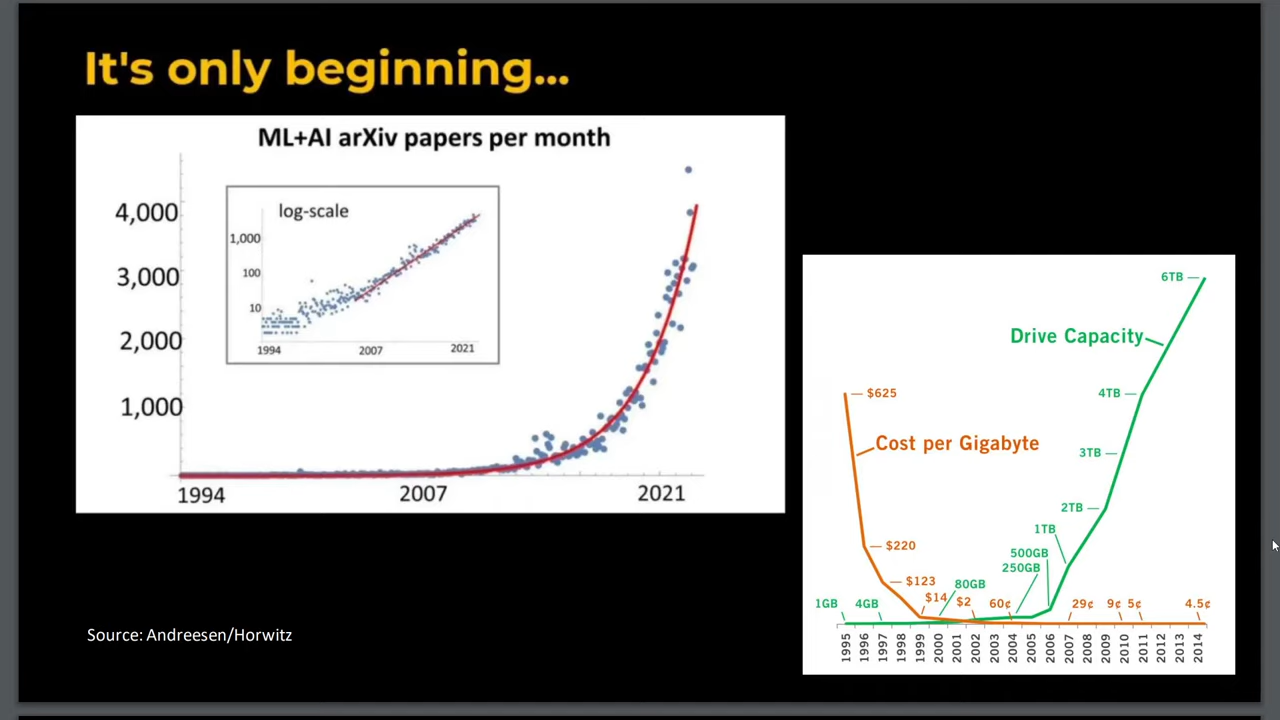 It's only beginning...
ML+AI arXiv papers per month
4,000
3,000
2,000
1,000
1994
2007
2021
log-scale
1,000
100
10
1994
2007
2021
6TB
Drive Capacity
$625
4TB
Cost per Gigabyte
3TB
2TB
1TB
$220
500GB
250GB
$123
80GB
$14
$2
1GB
4GB
60¢
29¢
9¢
5¢
4.5¢
1995
1996
1997
1998
1999
2000
2001
2002
2003
2004
2005
2006
2007
2008
2009
2010
2011
2012
2013
2014
Source: Andreesen/Horwitz